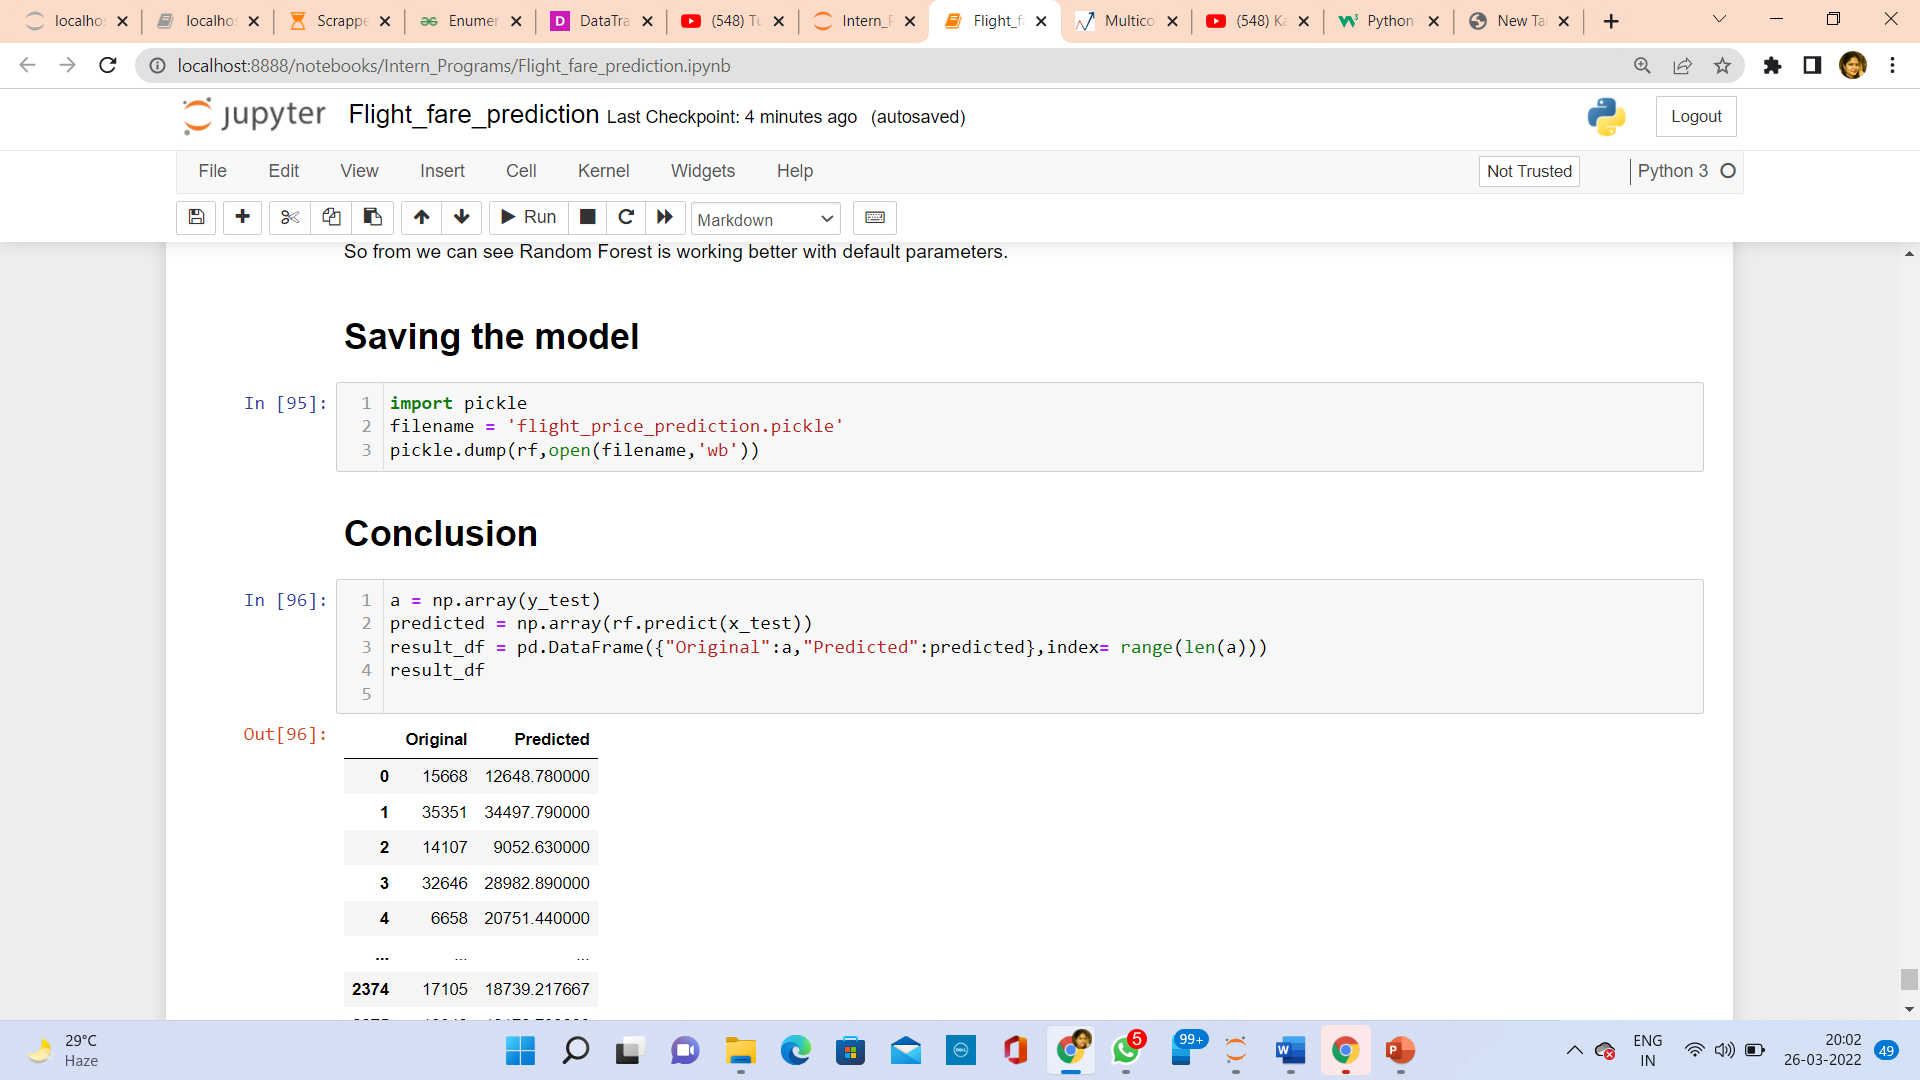 localho
localho
Scrappe
Enumer
DataTra
(548) Tu
Intern_P
Flight_f
Multico
(548) Ka
Python
New Ta
localhost:8888/notebooks/Intern_Programs/Flight_fare_prediction.ipynb
jupyter Flight_fare_prediction Last Checkpoint: 4 minutes ago (autosaved)
Logout
File Edit View Insert Cell Kernel Widgets Help
Not Trusted
Python 3
Run
Markdown
So from we can see Random Forest is working better with default parameters.
Saving the model
In [95]:
1 import pickle
2 filename = 'flight_price_prediction.pickle'
3 pickle.dump(rf,open(filename,'wb'))
Conclusion
In [96]:
1 a = np.array(y_test)
2 predicted = np.array(rf.predict(x_test))
3 result_df = pd.DataFrame({"Original":a,"Predicted":predicted},index= range(len(a)))
4 result_df
5
Out[96]:
Original Predicted
0 15668 12648.780000
1 35351 34497.790000
2 14107 9052.630000
3 32646 28982.890000
4 6658 20751.440000
... ... ...
2374 17105 18739.217667
29°C
Haze
DELL
5
99+
ENG
IN
20:02
26-03-2022
49